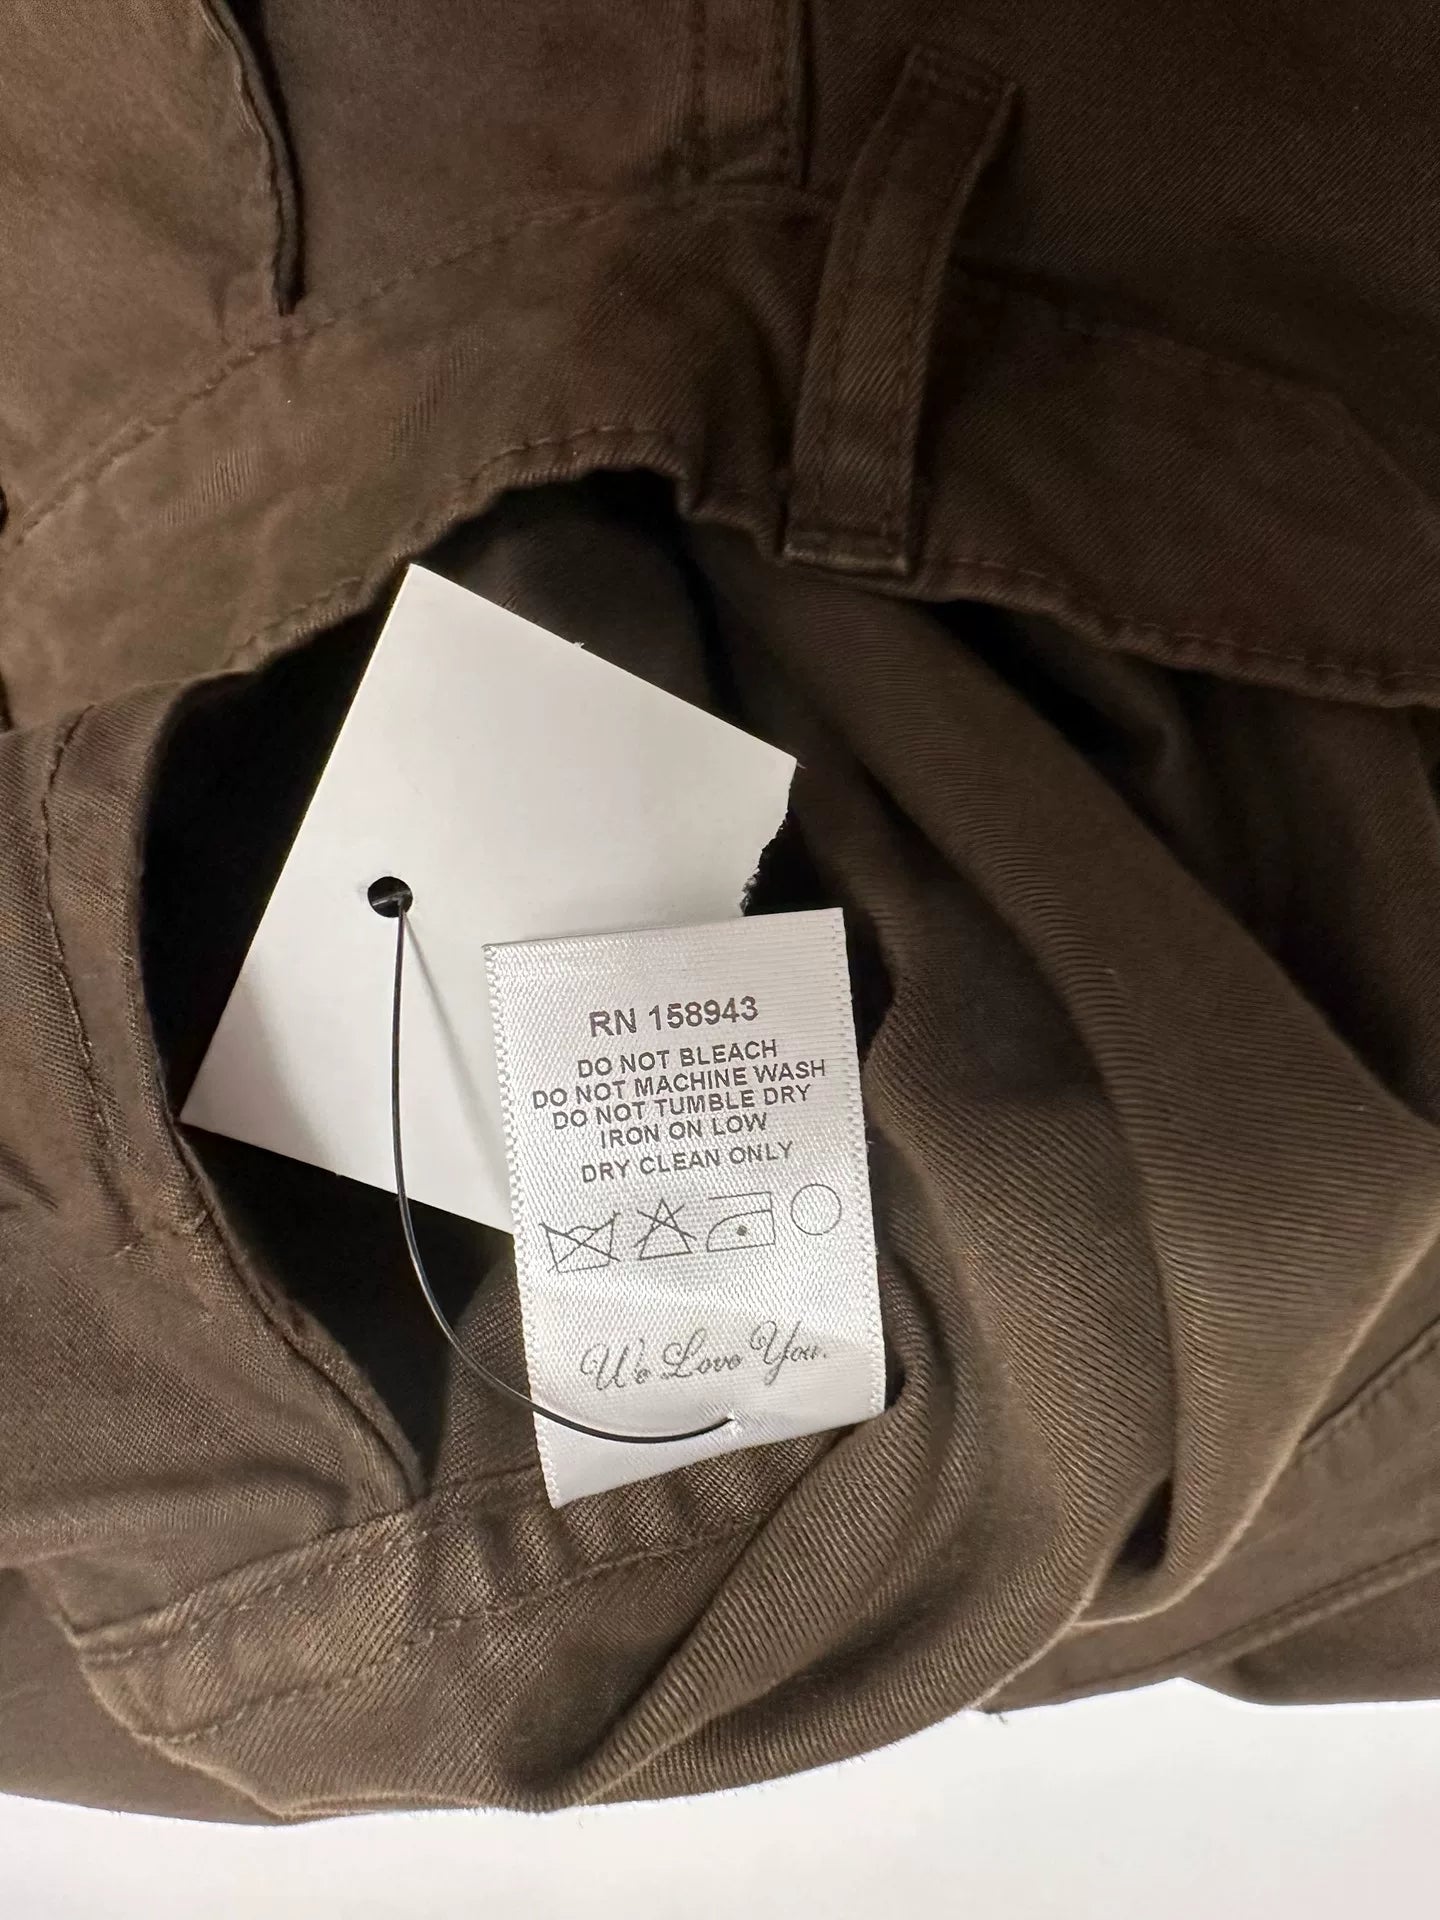 RN 158943
DO NOT BLEACH
DO NOT MACHINE WASH
DO NOT TUMBLE DRY
IRON ON LOW
DRY CLEAN ONLY
We Love You.